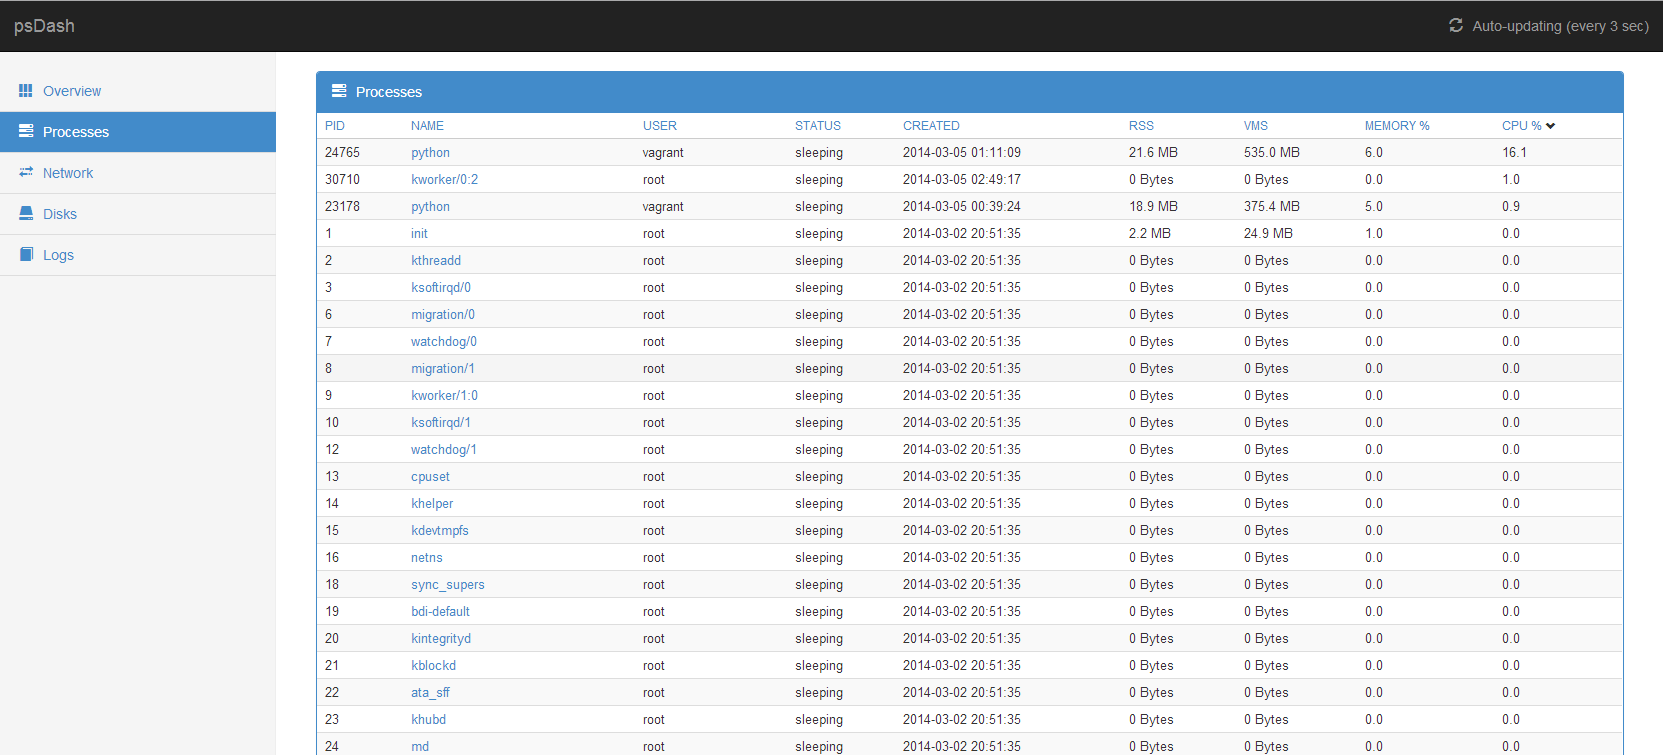 psDash Auto-updating (every 3 sec)
Overview
Processes
Network
Disks
Logs
Processes
PID NAME USER STATUS CREATED RSS VMS MEMORY % CPU %
24765 python vagrant sleeping 2014-03-05 01:11:09 21.6 MB 535.0 MB 6.0 16.1
30710 kworker/0:2 root sleeping 2014-03-05 02:49:17 0 Bytes 0 Bytes 0.0 1.0
23178 python vagrant sleeping 2014-03-05 00:39:24 18.9 MB 375.4 MB 5.0 0.9
1 init root sleeping 2014-03-02 20:51:35 2.2 MB 24.9 MB 1.0 0.0
2 kthreadd root sleeping 2014-03-02 20:51:35 0 Bytes 0 Bytes 0.0 0.0
3 ksoftirqd/0 root sleeping 2014-03-02 20:51:35 0 Bytes 0 Bytes 0.0 0.0
6 migration/0 root sleeping 2014-03-02 20:51:35 0 Bytes 0 Bytes 0.0 0.0
7 watchdog/0 root sleeping 2014-03-02 20:51:35 0 Bytes 0 Bytes 0.0 0.0
8 migration/1 root sleeping 2014-03-02 20:51:35 0 Bytes 0 Bytes 0.0 0.0
9 kworker/1:0 root sleeping 2014-03-02 20:51:35 0 Bytes 0 Bytes 0.0 0.0
10 ksoftirqd/1 root sleeping 2014-03-02 20:51:35 0 Bytes 0 Bytes 0.0 0.0
12 watchdog/1 root sleeping 2014-03-02 20:51:35 0 Bytes 0 Bytes 0.0 0.0
13 cpuset root sleeping 2014-03-02 20:51:35 0 Bytes 0 Bytes 0.0 0.0
14 khelper root sleeping 2014-03-02 20:51:35 0 Bytes 0 Bytes 0.0 0.0
15 kdevtmpfs root sleeping 2014-03-02 20:51:35 0 Bytes 0 Bytes 0.0 0.0
16 netns root sleeping 2014-03-02 20:51:35 0 Bytes 0 Bytes 0.0 0.0
18 sync_supers root sleeping 2014-03-02 20:51:35 0 Bytes 0 Bytes 0.0 0.0
19 bdi-default root sleeping 2014-03-02 20:51:35 0 Bytes 0 Bytes 0.0 0.0
20 kintegrityd root sleeping 2014-03-02 20:51:35 0 Bytes 0 Bytes 0.0 0.0
21 kblockd root sleeping 2014-03-02 20:51:35 0 Bytes 0 Bytes 0.0 0.0
22 ata_sff root sleeping 2014-03-02 20:51:35 0 Bytes 0 Bytes 0.0 0.0
23 khubd root sleeping 2014-03-02 20:51:35 0 Bytes 0 Bytes 0.0 0.0
24 md root sleeping 2014-03-02 20:51:35 0 Bytes 0 Bytes 0.0 0.0